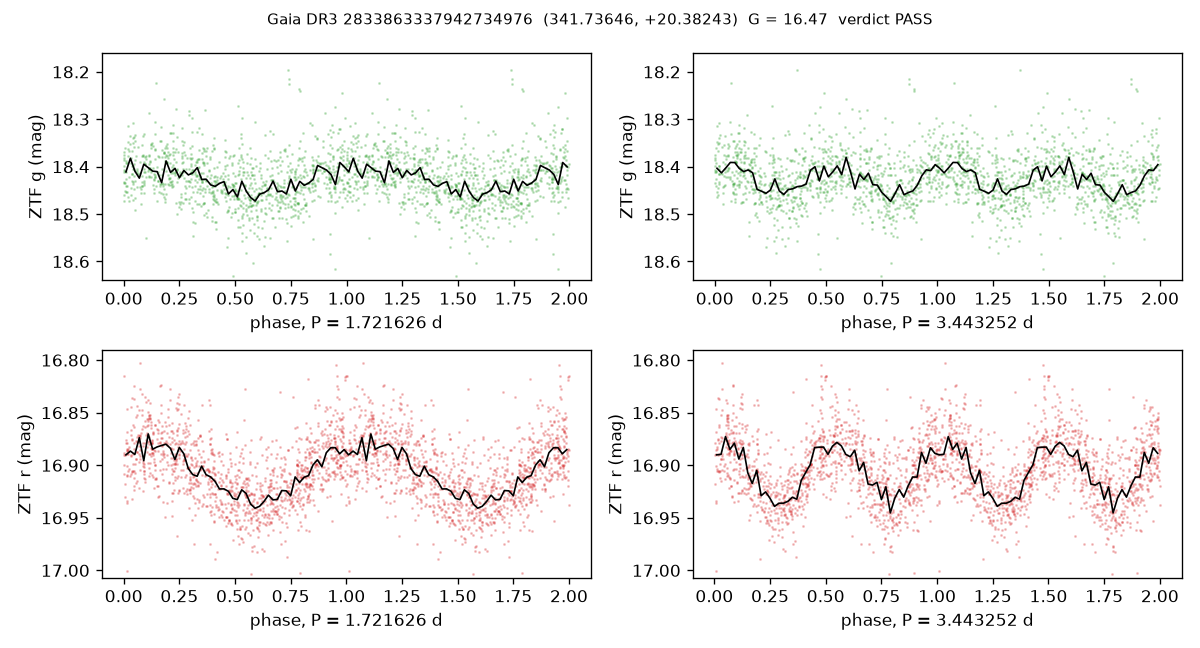 Gaia DR3 2833863337942734976 (341.73646, +20.38243) G = 16.47 verdict PASS
ZTF g (mag)
18.2
18.3
18.4
18.5
18.6
0.00 0.25 0.50 0.75 1.00 1.25 1.50 1.75 2.00
phase, P = 1.721626 d
ZTF g (mag)
18.2
18.3
18.4
18.5
18.6
0.00 0.25 0.50 0.75 1.00 1.25 1.50 1.75 2.00
phase, P = 3.443252 d
ZTF r (mag)
16.80
16.85
16.90
16.95
17.00
0.00 0.25 0.50 0.75 1.00 1.25 1.50 1.75 2.00
phase, P = 1.721626 d
ZTF r (mag)
16.80
16.85
16.90
16.95
17.00
0.00 0.25 0.50 0.75 1.00 1.25 1.50 1.75 2.00
phase, P = 3.443252 d